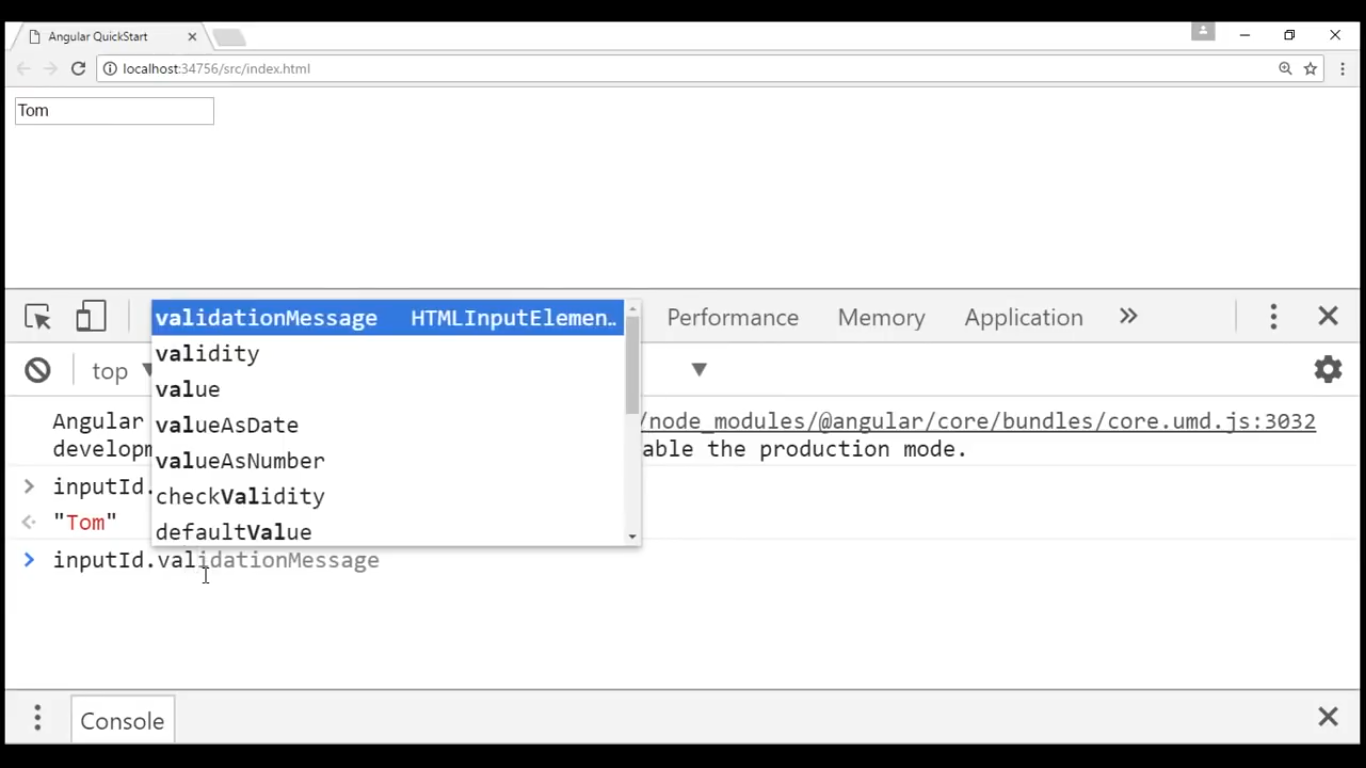 Angular QuickStart
localhost:34756/src/index.html
Tom
Performance Memory Application
top
validationMessage HTMLInputElemen…
validity
value
valueAsDate
valueAsNumber
checkValidity
defaultValue
Angular /node_modules/@angular/core/bundles/core.umd.js:3032
developm able the production mode.
> inputId.
"Tom"
> inputId.validationMessage
Console